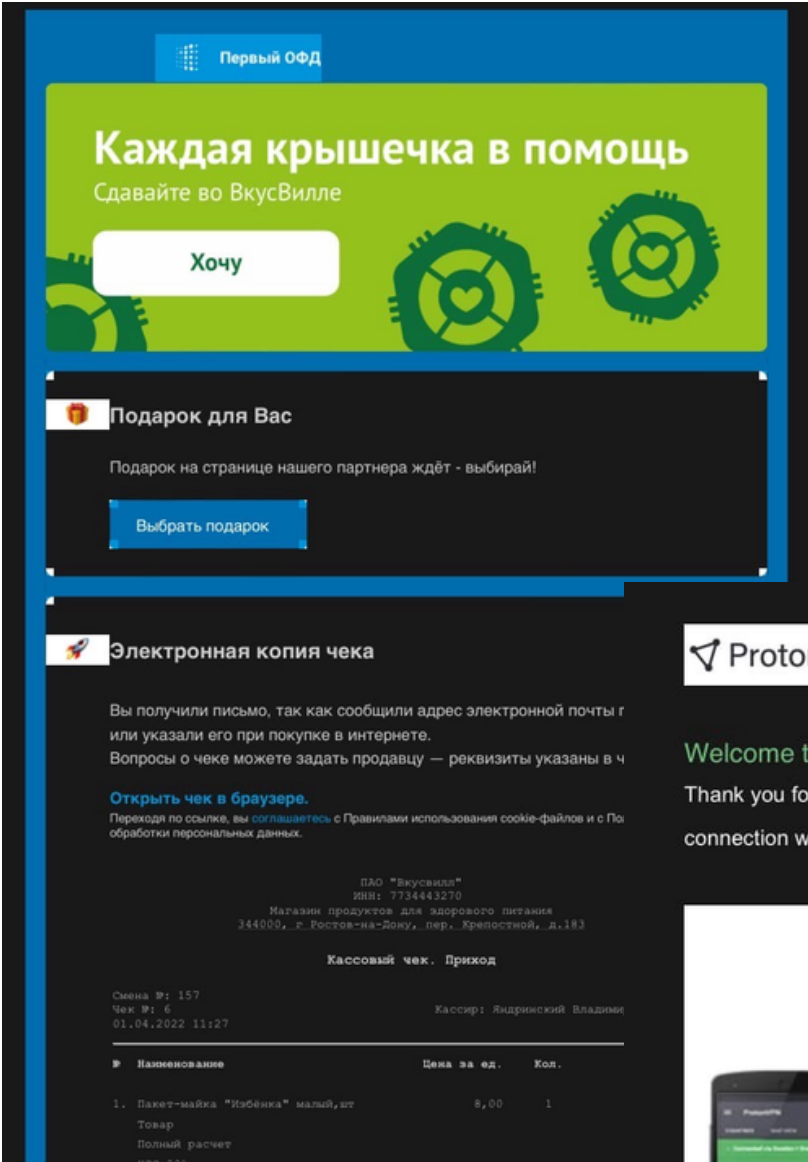 Первый ОФД
Каждая крышечка в помощь
Сдавайте во ВкусВилле
Хочу
Подарок для Вас
Подарок на странице нашего партнера ждёт - выбирай!
Выбрать подарок
Электронная копия чека
Вы получили письмо, так как сообщили адрес электронной почты г
или указали его при покупке в интернете.
Вопросы о чеке можете задать продавцу — реквизиты указаны в ч
Открыть чек в браузере.
Переходя по ссылке, вы соглашаетесь с Правилами использования cookie-файлов и с По
обработки персональных данных.
ПАО "Вкусвилл"
ИНН: 7734443270
Магазин продуктов для здорового питания
344000, г Ростов-на-Дону, пер. Крепостной, д.183
Кассовый чек. Приход
Смена №: 157
Чек №: 6
Кассир: Яндринский Владими
01.04.2022 11:27
№ Наименование Цена за ед. Кол.
1. Пакет-майка "Избёнка" малый,шт 8,00 1
Товар
Полный расчет
Proto
Welcome t
Thank you fo
connection w
ProtonVPN